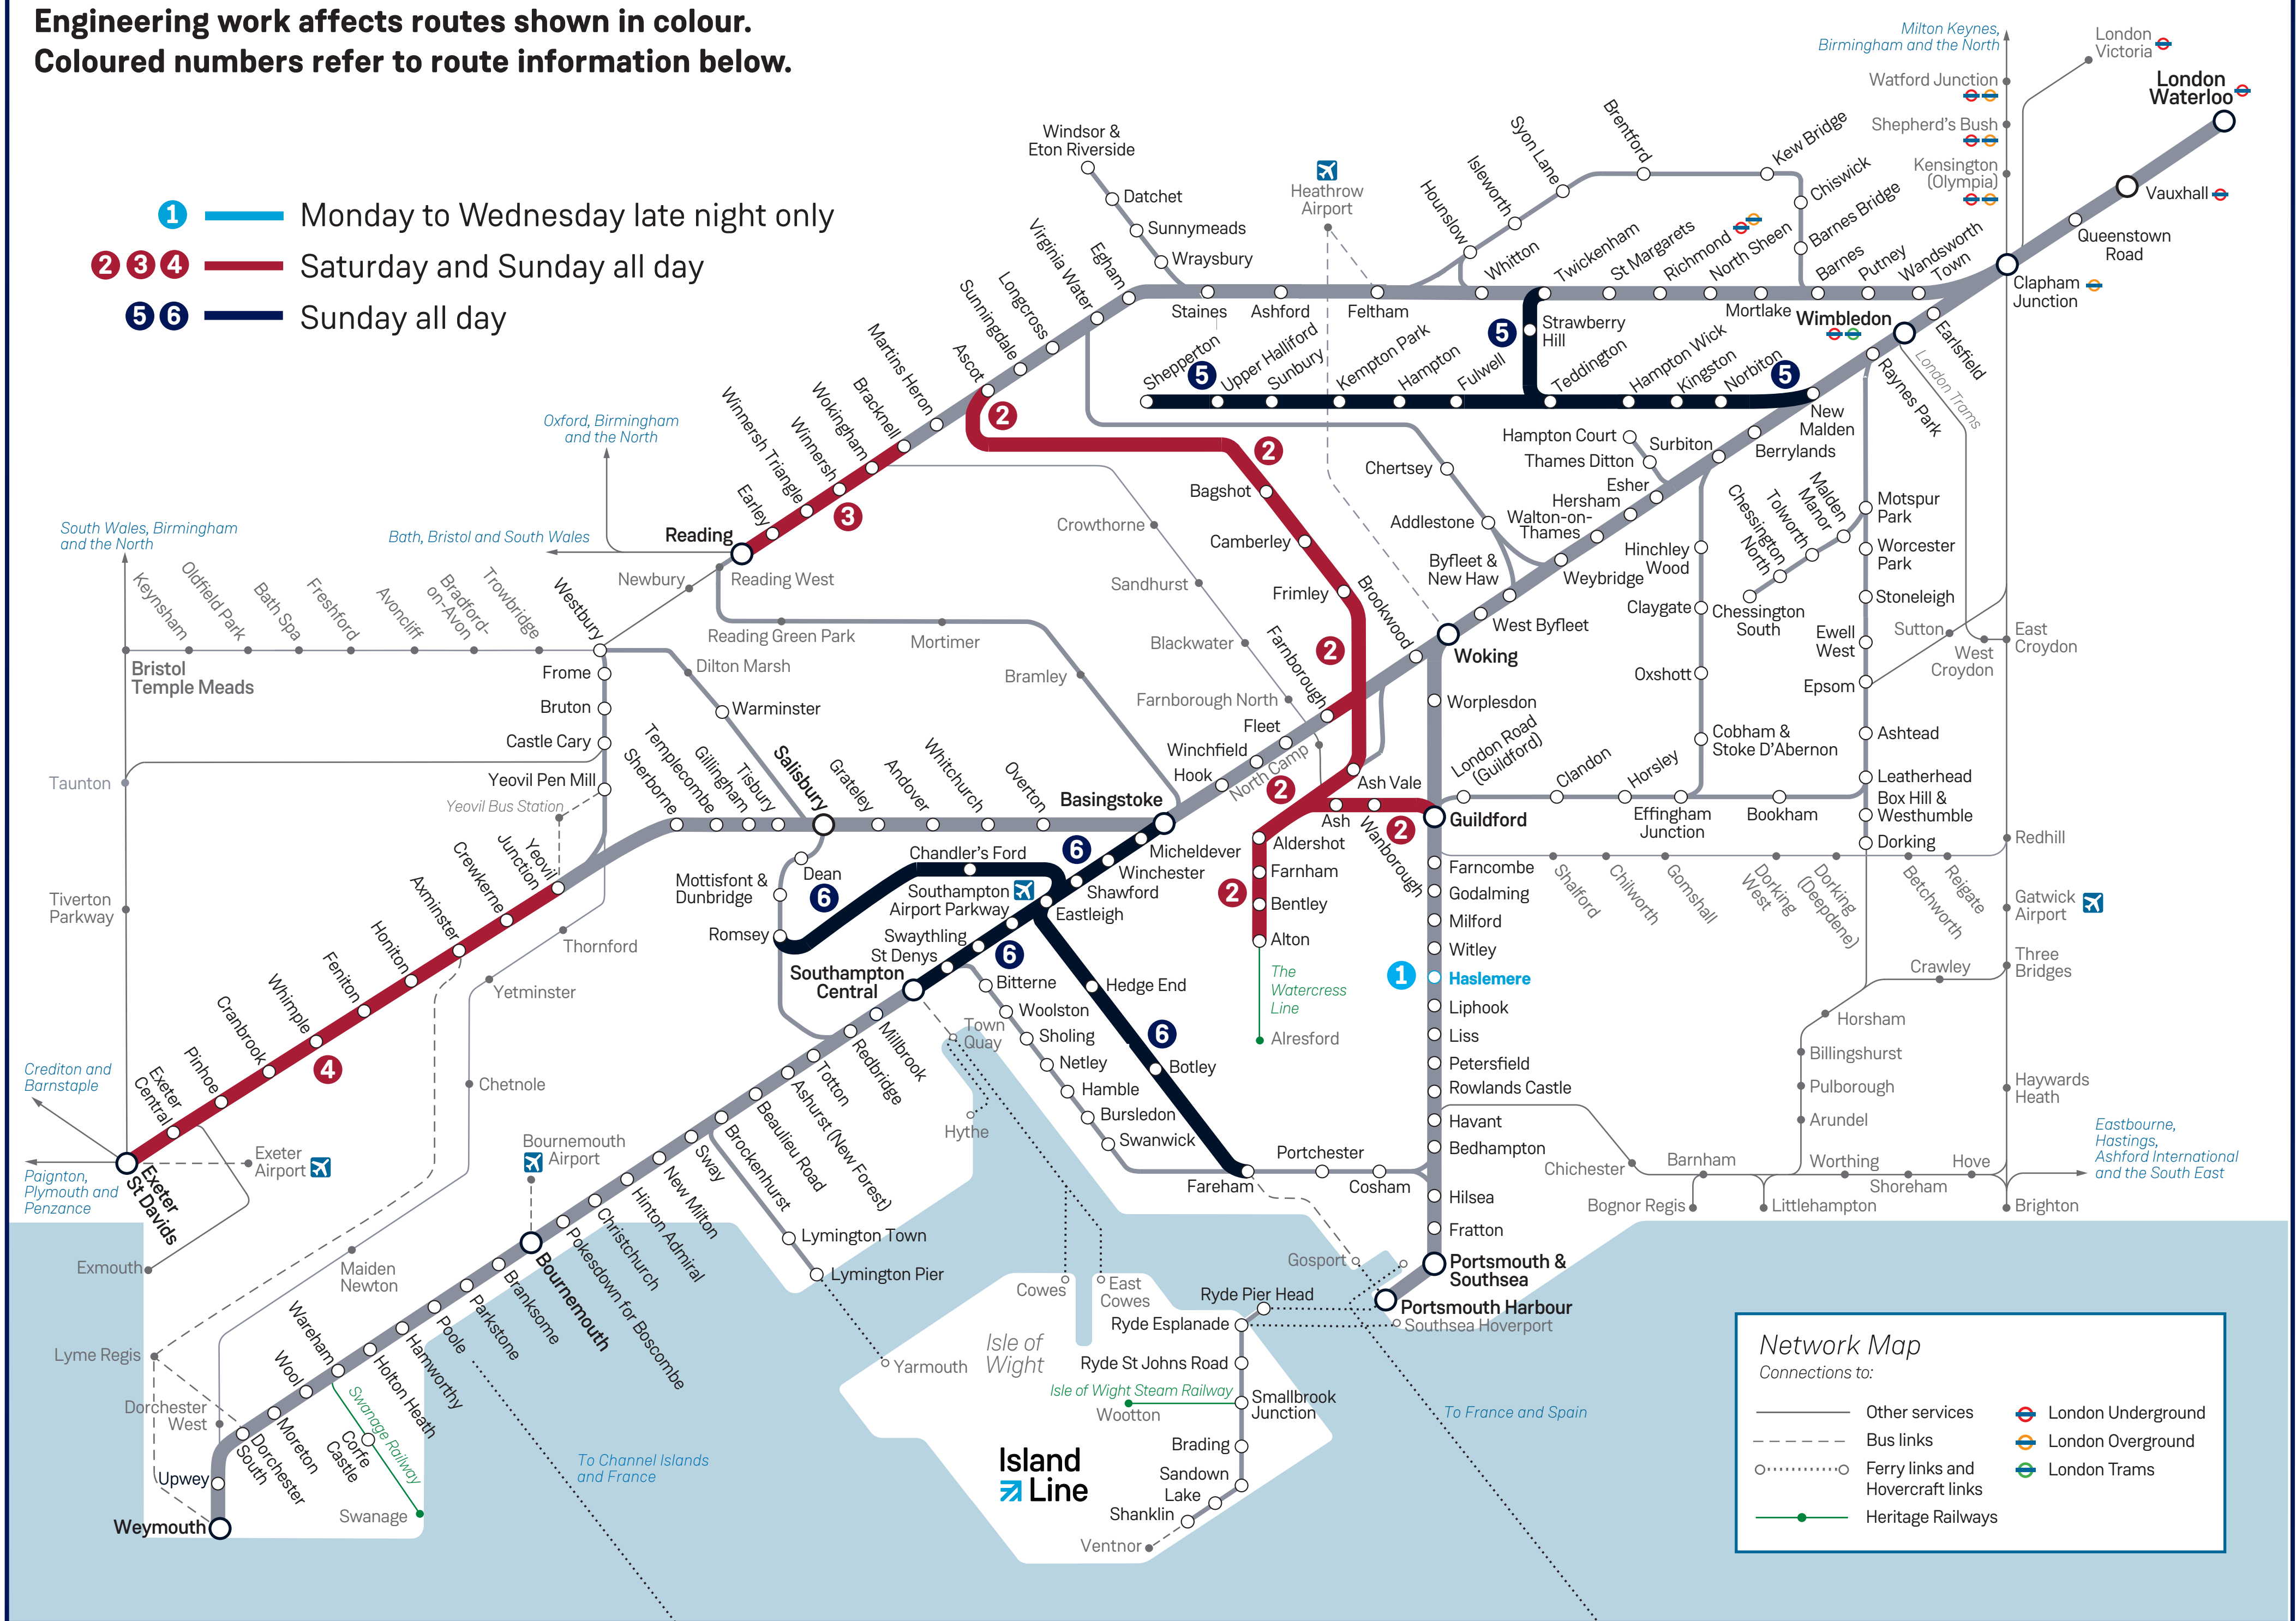 Engineering work affects routes shown in colour.
Coloured numbers refer to route information below.
1 Monday to Wednesday late night only
2 3 4 Saturday and Sunday all day
5 6 Sunday all day
Milton Keynes,
Birmingham and the North
London
Victoria
Watford Junction
London
Waterloo
Shepherd's Bush
Kensington
(Olympia)
Vauxhall
Queenstown
Road
Clapham
Junction
Windsor &
Eton Riverside
Datchet
Sunnymeads
Wraysbury
Heathrow
Airport
Hounslow
Isleworth
Syon Lane
Brentford
Kew Bridge
Chiswick
Barnes Bridge
Virginia Water
Egham
Staines
Ashford
Feltham
Whitton
Twickenham
St Margarets
Richmond
North Sheen
Mortlake
Barnes
Putney
Wandsworth
Town
Wimbledon
Earlsfield
London Trams
Raynes Park
Longcross
Sunningdale
Ascot
Martins Heron
Bracknell
Wokingham
Winnersh
Winnersh Triangle
Earley
Reading
3
2
5
Strawberry
Hill
Shepperton
5
Upper Halliford
Sunbury
Kempton Park
Hampton
Fulwell
Teddington
Hampton Wick
Kingston
Norbiton
5
New
Malden
Berrylands
Surbiton
Hampton Court
Thames Ditton
Esher
Hersham
Walton-on-
Thames
Weybridge
Byfleet &
New Haw
West Byfleet
Chertsey
Addlestone
Woking
Brookwood
2
Bagshot
Camberley
Frimley
2
Oxford, Birmingham
and the North
Bath, Bristol and South Wales
South Wales, Birmingham
and the North
Newbury
Reading West
Reading Green Park
Mortimer
Bramley
Crowthorne
Sandhurst
Blackwater
Farnborough North
North Camp
Farnborough
Fleet
Winchfield
Hook
Basingstoke
Keynsham
Oldfield Park
Bath Spa
Freshford
Avoncliff
Bradford-
on-Avon
Trowbridge
Westbury
Bristol
Temple Meads
Frome
Bruton
Castle Cary
Yeovil Pen Mill
Yeovil Bus Station
Dilton Marsh
Warminster
Taunton
Tiverton
Parkway
Sherborne
Templecombe
Gillingham
Tisbury
Salisbury
Grateley
Andover
Whitchurch
Overton
Yeovil
Junction
Crewkerne
Axminster
Honiton
Feniton
Whimple
Cranbrook
Pinhoe
Exeter
Central
4
Exeter
St Davids
Crediton and
Barnstaple
Paignton,
Plymouth and
Penzance
Exeter
Airport
Exmouth
Thornford
Yetminster
Chetnole
Maiden
Newton
Lyme Regis
Dorchester
West
Upwey
Weymouth
Dorchester
South
Moreton
Wool
Wareham
Holton Heath
Hamworthy
Poole
Parkstone
Branksome
Bournemouth
Pokesdown for Boscombe
Christchurch
Hinton Admiral
New Milton
Sway
Brockenhurst
Beaulieu Road
Ashurst (New Forest)
Totton
Redbridge
Millbrook
Southampton
Central
Swanage Railway
Corfe
Castle
Swanage
Bournemouth
Airport
Lymington Town
Lymington Pier
Yarmouth
Dean
Mottisfont &
Dunbridge
Romsey
6
Chandler's Ford
Southampton
Airport Parkway
6
Micheldever
Winchester
Shawford
Eastleigh
Swaythling
St Denys
6
Bitterne
Woolston
Sholing
Netley
Hamble
Bursledon
Swanwick
Hedge End
6
Botley
Fareham
Portchester
Cosham
Town
Quay
Hythe
2
Ash Vale
Ash
Wanborough
2
Aldershot
Farnham
2
Bentley
Alton
The
Watercress
Line
Alresford
Guildford
Worplesdon
London Road
(Guildford)
Clandon
Horsley
Effingham
Junction
Bookham
Hinchley
Wood
Claygate
Oxshott
Cobham &
Stoke D'Abernon
Chessington
North
Tolworth
Malden
Manor
Chessington
South
Motspur
Park
Worcester
Park
Stoneleigh
Ewell
West
Epsom
Ashtead
Leatherhead
Box Hill &
Westhumble
Dorking
Sutton
West
Croydon
East
Croydon
Redhill
Gatwick
Airport
Three
Bridges
Crawley
Haywards
Heath
Shalford
Chilworth
Gomshall
Dorking
West
Dorking
(Deepdene)
Betchworth
Reigate
Farncombe
Godalming
Milford
Witley
1
Haslemere
Liphook
Liss
Petersfield
Rowlands Castle
Havant
Bedhampton
Hilsea
Fratton
Portsmouth &
Southsea
Portsmouth Harbour
Southsea Hoverport
Gosport
Horsham
Billingshurst
Pulborough
Arundel
Chichester
Barnham
Bognor Regis
Littlehampton
Worthing
Shoreham
Hove
Brighton
Eastbourne,
Hastings,
Ashford International
and the South East
Cowes
East
Cowes
Isle of
Wight
Ryde Pier Head
Ryde Esplanade
Ryde St Johns Road
Isle of Wight Steam Railway
Wootton
Smallbrook
Junction
Brading
Sandown
Lake
Shanklin
Ventnor
Island
Line
To Channel Islands
and France
To France and Spain
Network Map
Connections to:
Other services
Bus links
Ferry links and
Hovercraft links
Heritage Railways
London Underground
London Overground
London Trams